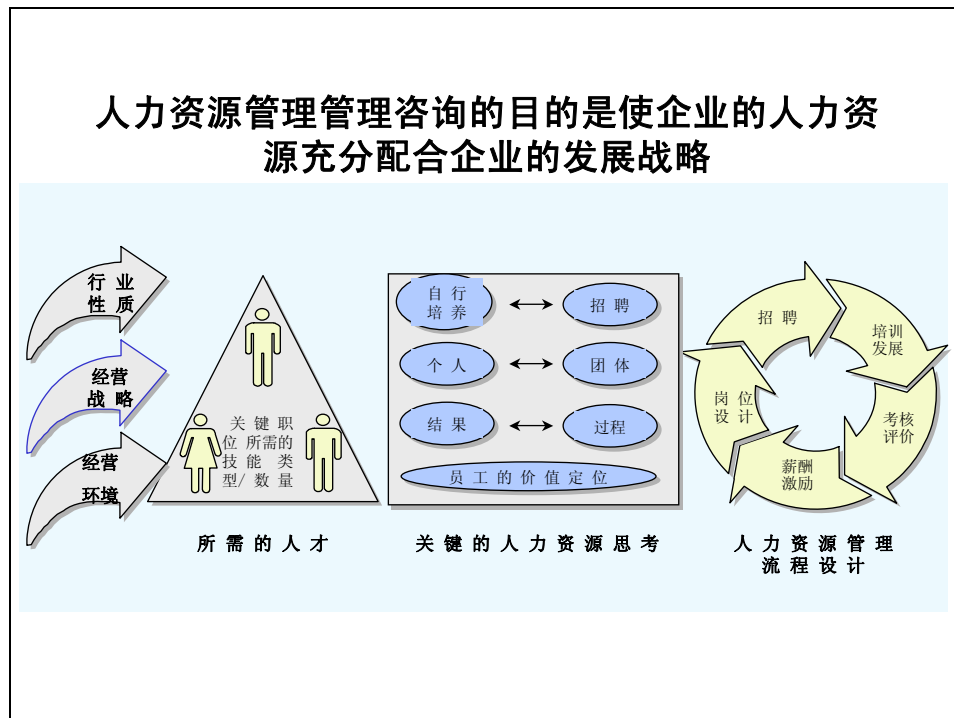 人力资源管理管理咨询的目的是使企业的人力资
源充分配合企业的发展战略
行 业
性 质
经营
战 略
经营
环境
关 键 职
位 所需的
技 能 类
型/ 数 量
所 需 的 人 才
自 行
培 养
招 聘
个 人
团 体
结 果
过程
员 工 的 价 值 定 位
关 键 的 人 力 资 源 思 考
招 聘
培训
发展
考核
评价
薪酬
激励
岗 位
设 计
人 力 资 源 管 理
流 程 设 计